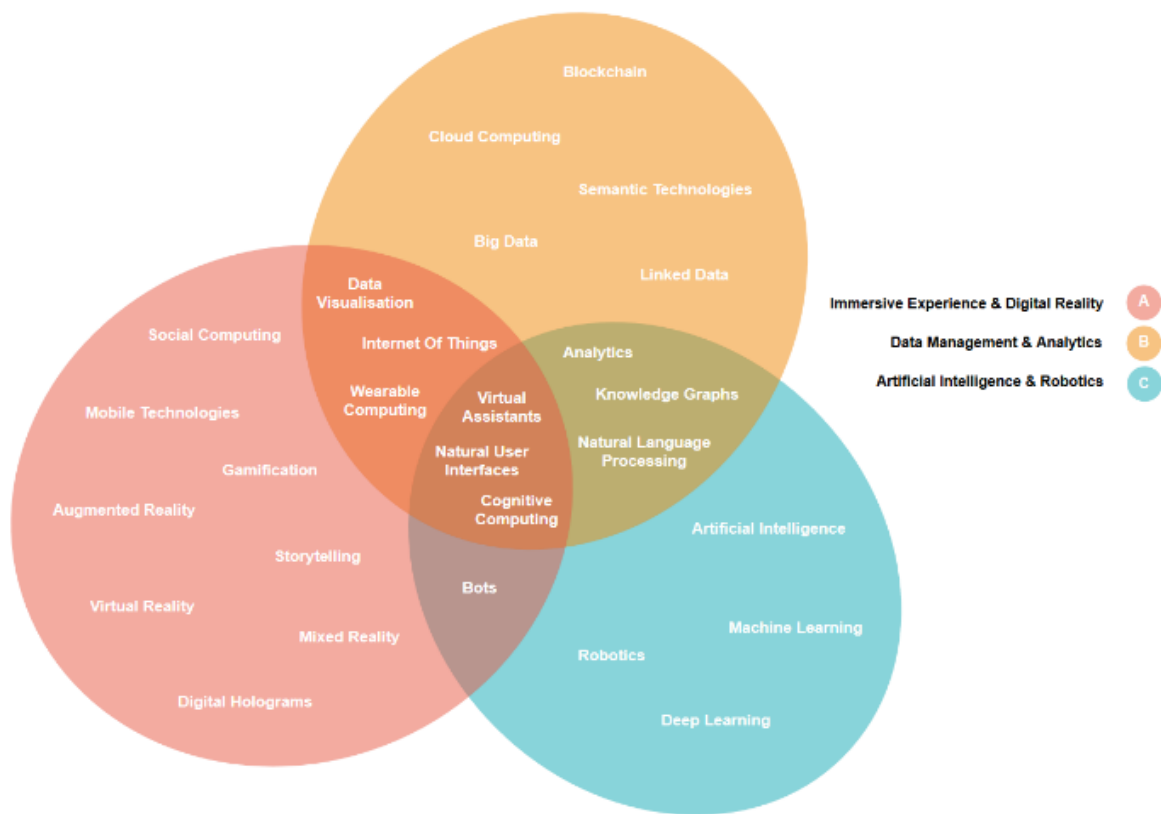 Blockchain
Cloud Computing
Semantic Technologies
Big Data
Linked Data
Data
Visualisation
Immersive Experience & Digital Reality A
Social Computing
Internet Of Things
Data Management & Analytics B
Analytics
Artificial Intelligence & Robotics C
Wearable
Computing
Knowledge Graphs
Virtual
Assistants
Mobile Technologies
Natural Language
Processing
Natural User
Interfaces
Gamification
Cognitive
Computing
Augmented Reality
Artificial Intelligence
Storytelling
Bots
Virtual Reality
Machine Learning
Mixed Reality
Robotics
Digital Holograms
Deep Learning